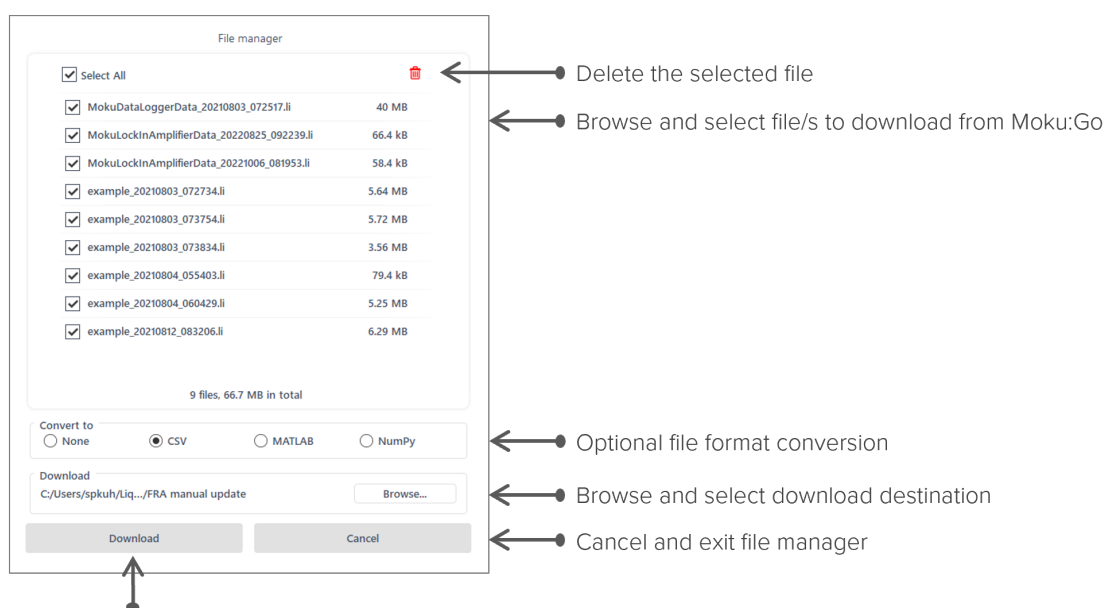 File manager
Select All
Delete the selected file
MokuDataLoggerData_20210803_072517.li 40 MB
Browse and select file/s to download from Moku:Go
MokuLockInAmplifierData_20220825_092239.li 66.4 kB
MokuLockInAmplifierData_20221006_081953.li 58.4 kB
example_20210803_072734.li 5.64 MB
example_20210803_073754.li 5.72 MB
example_20210803_073834.li 3.56 MB
example_20210804_055403.li 79.4 kB
example_20210804_060429.li 5.25 MB
example_20210812_083206.li 6.29 MB
9 files, 66.7 MB in total
Convert to
None CSV MATLAB NumPy
Optional file format conversion
Download
C:/Users/spkuh/Liq.../FRA manual update Browse...
Browse and select download destination
Download Cancel
Cancel and exit file manager